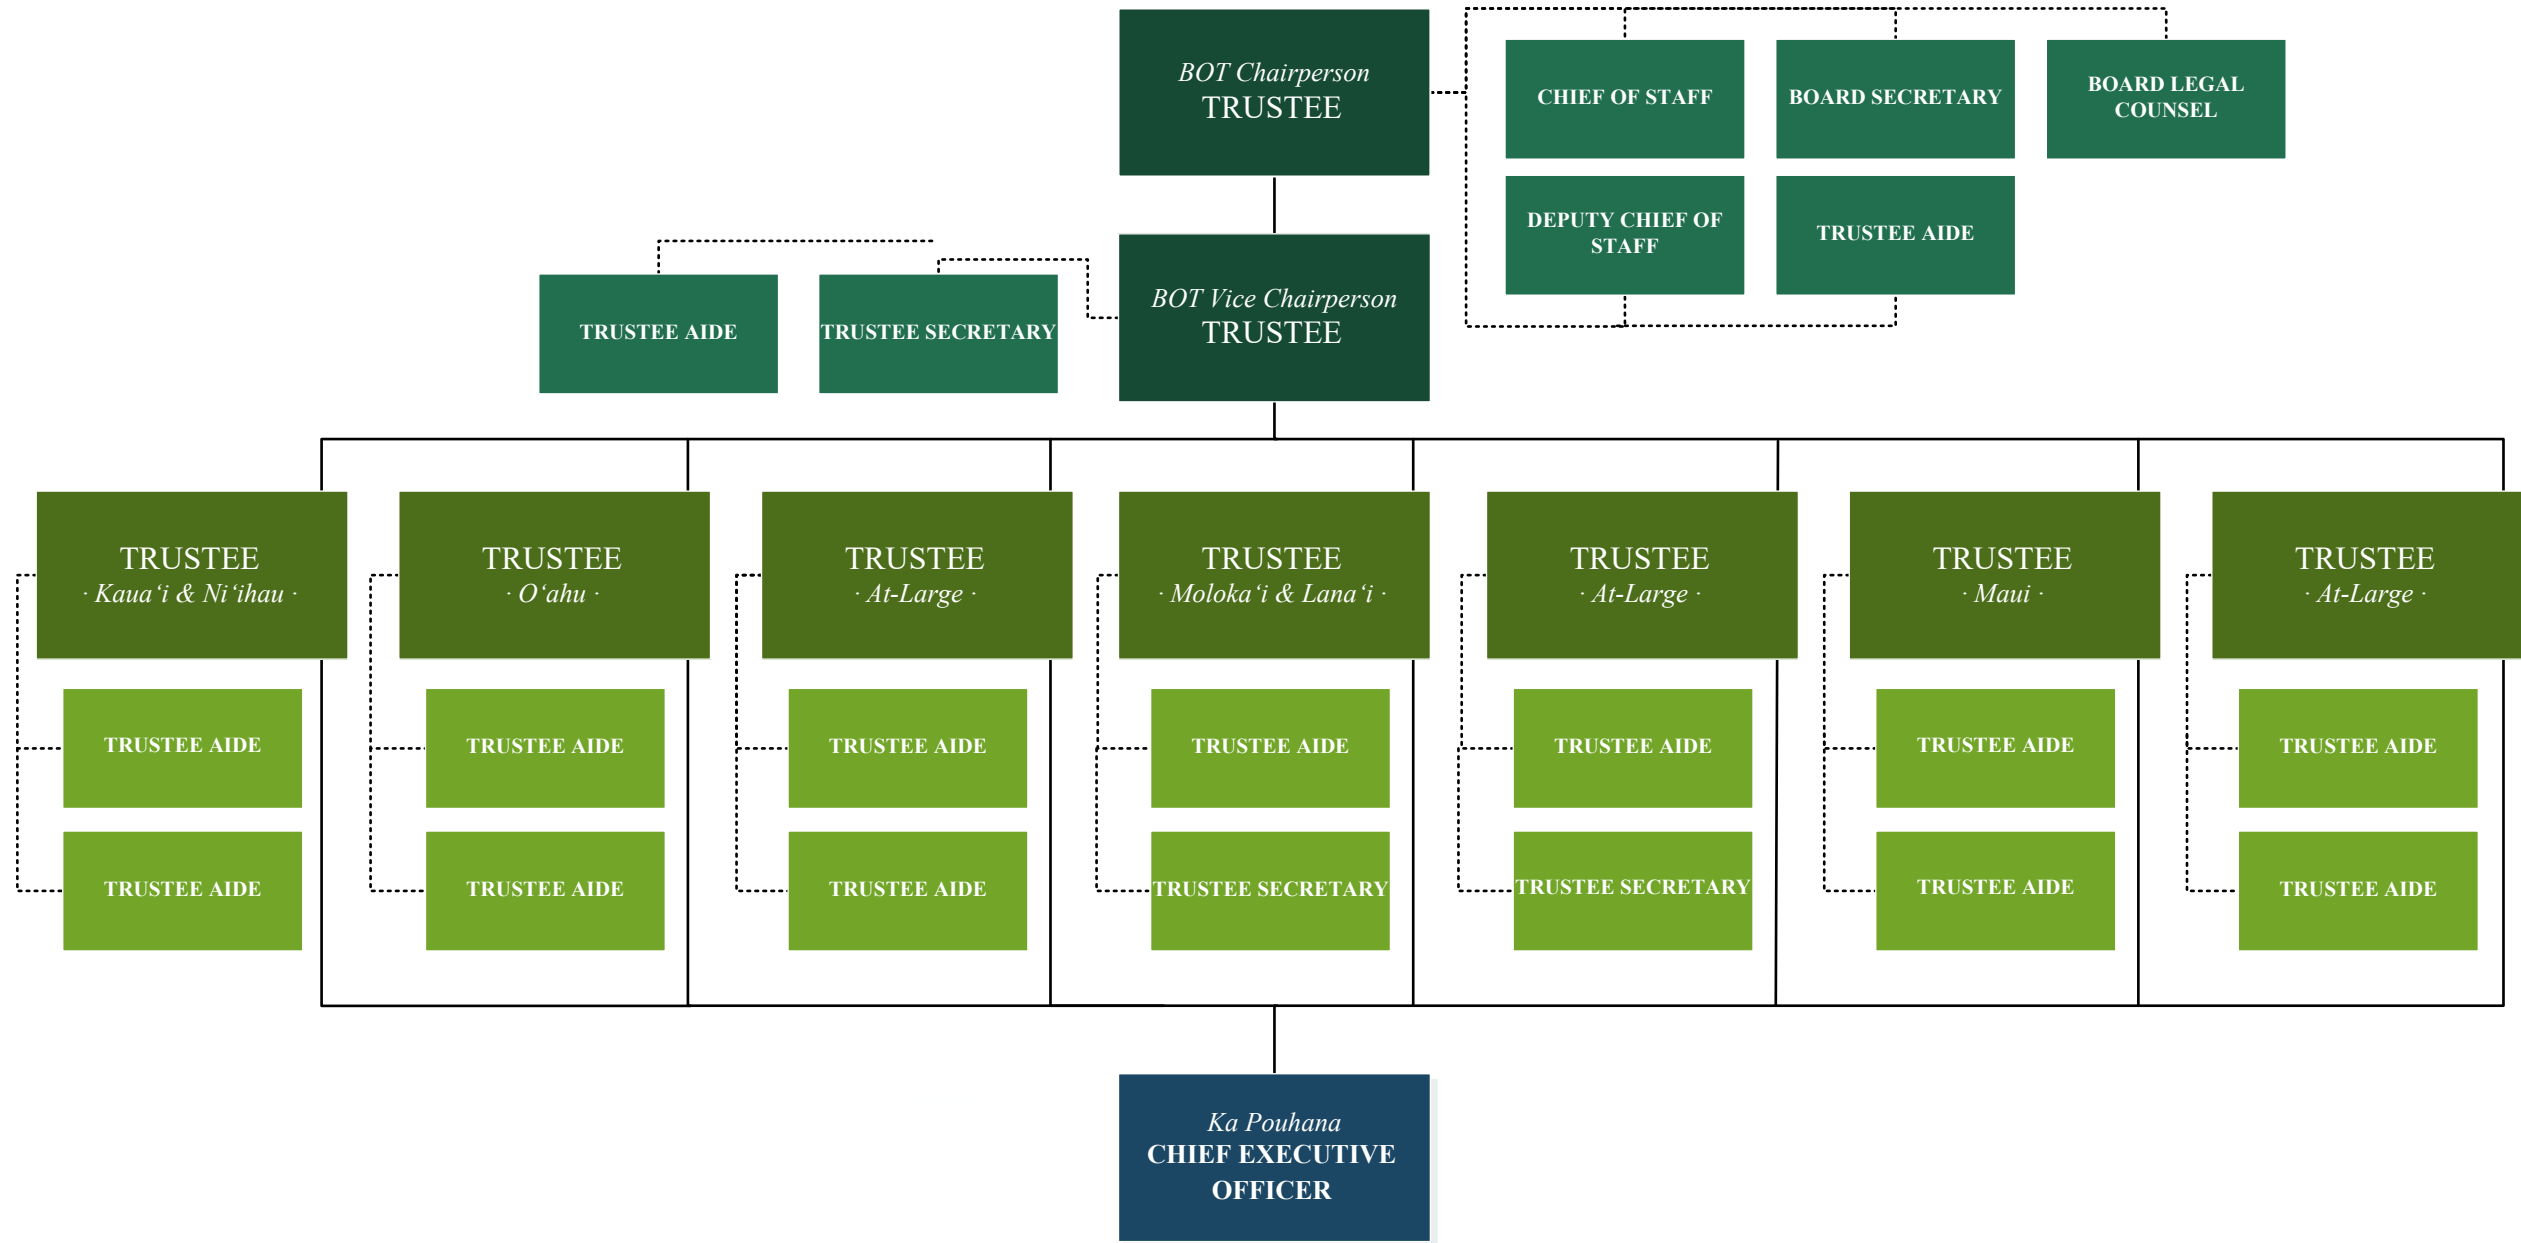 BOT Chairperson
TRUSTEE
CHIEF OF STAFF
BOARD SECRETARY
BOARD LEGAL
COUNSEL
DEPUTY CHIEF OF
STAFF
TRUSTEE AIDE
BOT Vice Chairperson
TRUSTEE
TRUSTEE AIDE
TRUSTEE SECRETARY
TRUSTEE
· Kauaʻi & Niʻihau ·
TRUSTEE
· Oʻahu ·
TRUSTEE
· At-Large ·
TRUSTEE
· Molokaʻi & Lanaʻi ·
TRUSTEE
· At-Large ·
TRUSTEE
· Maui ·
TRUSTEE
· At-Large ·
TRUSTEE AIDE
TRUSTEE AIDE
TRUSTEE AIDE
TRUSTEE AIDE
TRUSTEE AIDE
TRUSTEE AIDE
TRUSTEE AIDE
TRUSTEE AIDE
TRUSTEE AIDE
TRUSTEE AIDE
TRUSTEE SECRETARY
TRUSTEE SECRETARY
TRUSTEE AIDE
TRUSTEE AIDE
Ka Pouhana
CHIEF EXECUTIVE
OFFICER